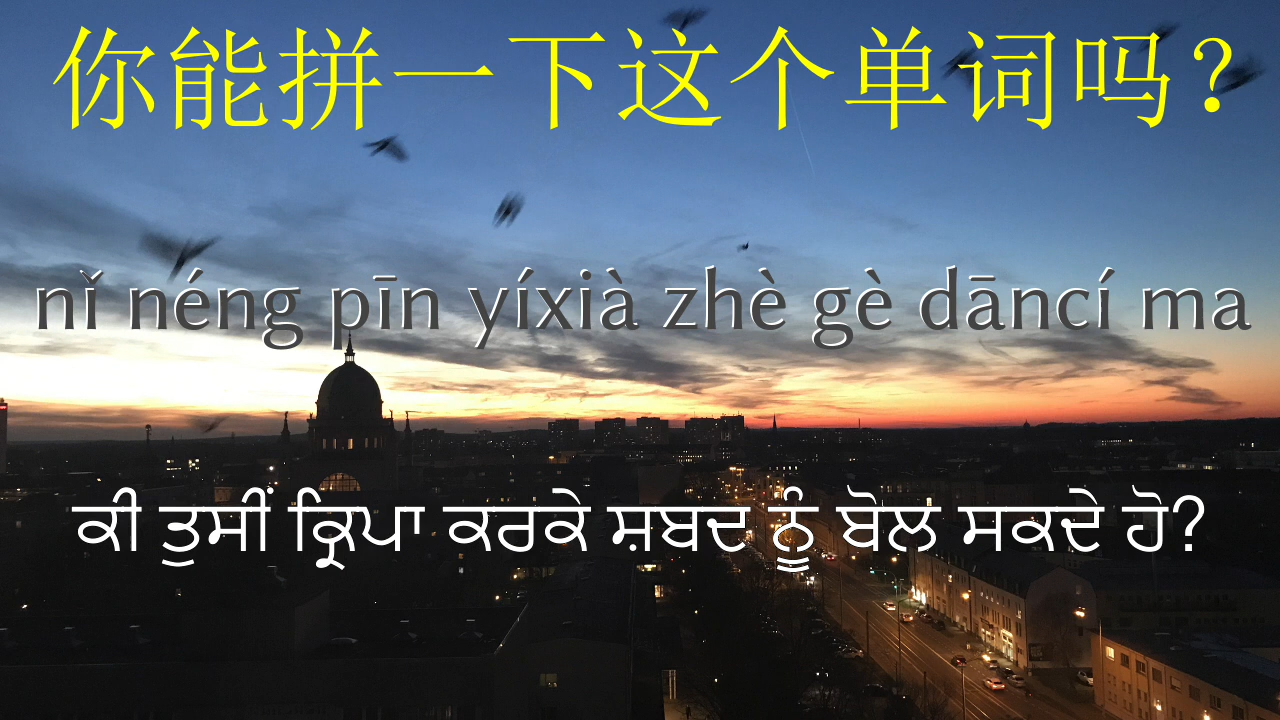 你能拼一下这个单词吗？
nǐ néng pīn yíxià zhè gè dāncí ma
ਕੀ ਤੁਸੀਂ ਕ੍ਰਿਪਾ ਕਰਕੇ ਸ਼ਬਦ ਨੂੰ ਬੋਲ ਸਕਦੇ ਹੋ?